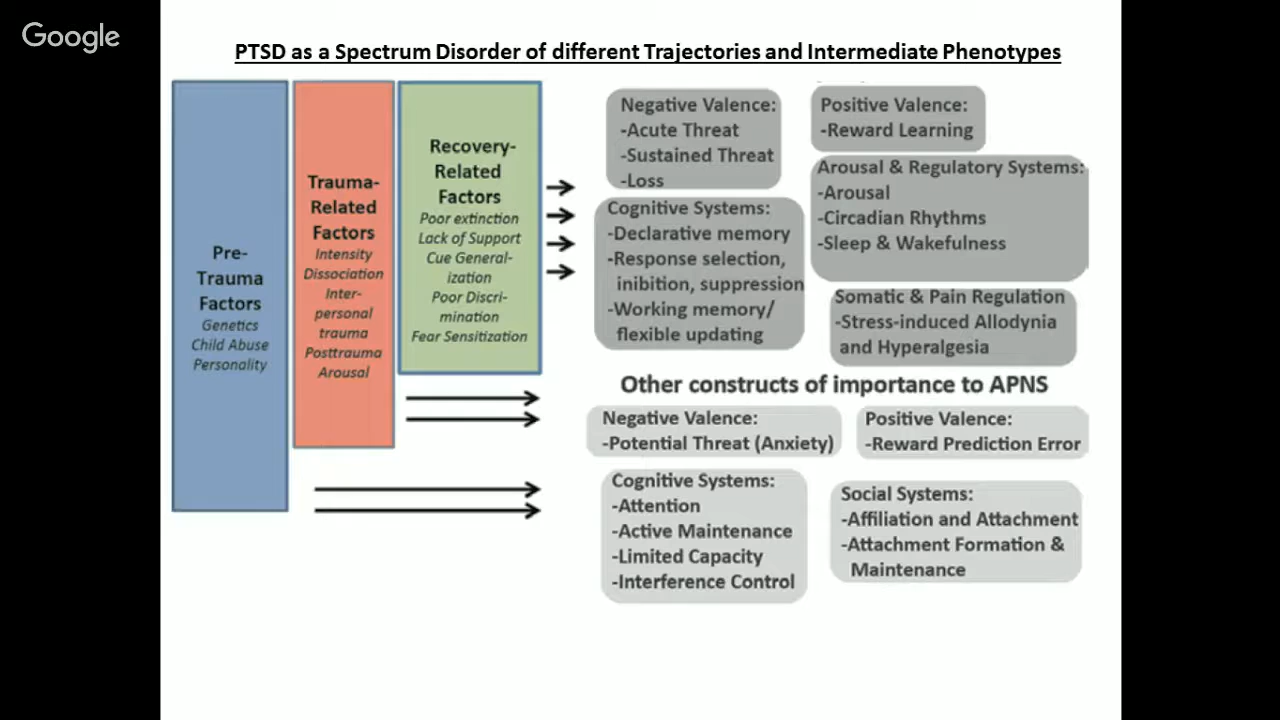 Google
PTSD as a Spectrum Disorder of different Trajectories and Intermediate Phenotypes
Pre-
Trauma
Factors
Genetics
Child Abuse
Personality
Trauma-
Related
Factors
Intensity
Dissociation
Inter-
personal
trauma
Posttrauma
Arousal
Recovery-
Related
Factors
Poor extinction
Lack of Support
Cue General-
ization
Poor Discri-
mination
Fear Sensitization
Negative Valence:
-Acute Threat
-Sustained Threat
-Loss
Positive Valence:
-Reward Learning
Cognitive Systems:
-Declarative memory
-Response selection,
inibition, suppression
-Working memory/
flexible updating
Arousal & Regulatory Systems:
-Arousal
-Circadian Rhythms
-Sleep & Wakefulness
Somatic & Pain Regulation
-Stress-induced Allodynia
and Hyperalgesia
Other constructs of importance to APNS
Negative Valence:
-Potential Threat (Anxiety)
Positive Valence:
-Reward Prediction Error
Cognitive Systems:
-Attention
-Active Maintenance
-Limited Capacity
-Interference Control
Social Systems:
-Affiliation and Attachment
-Attachment Formation &
Maintenance